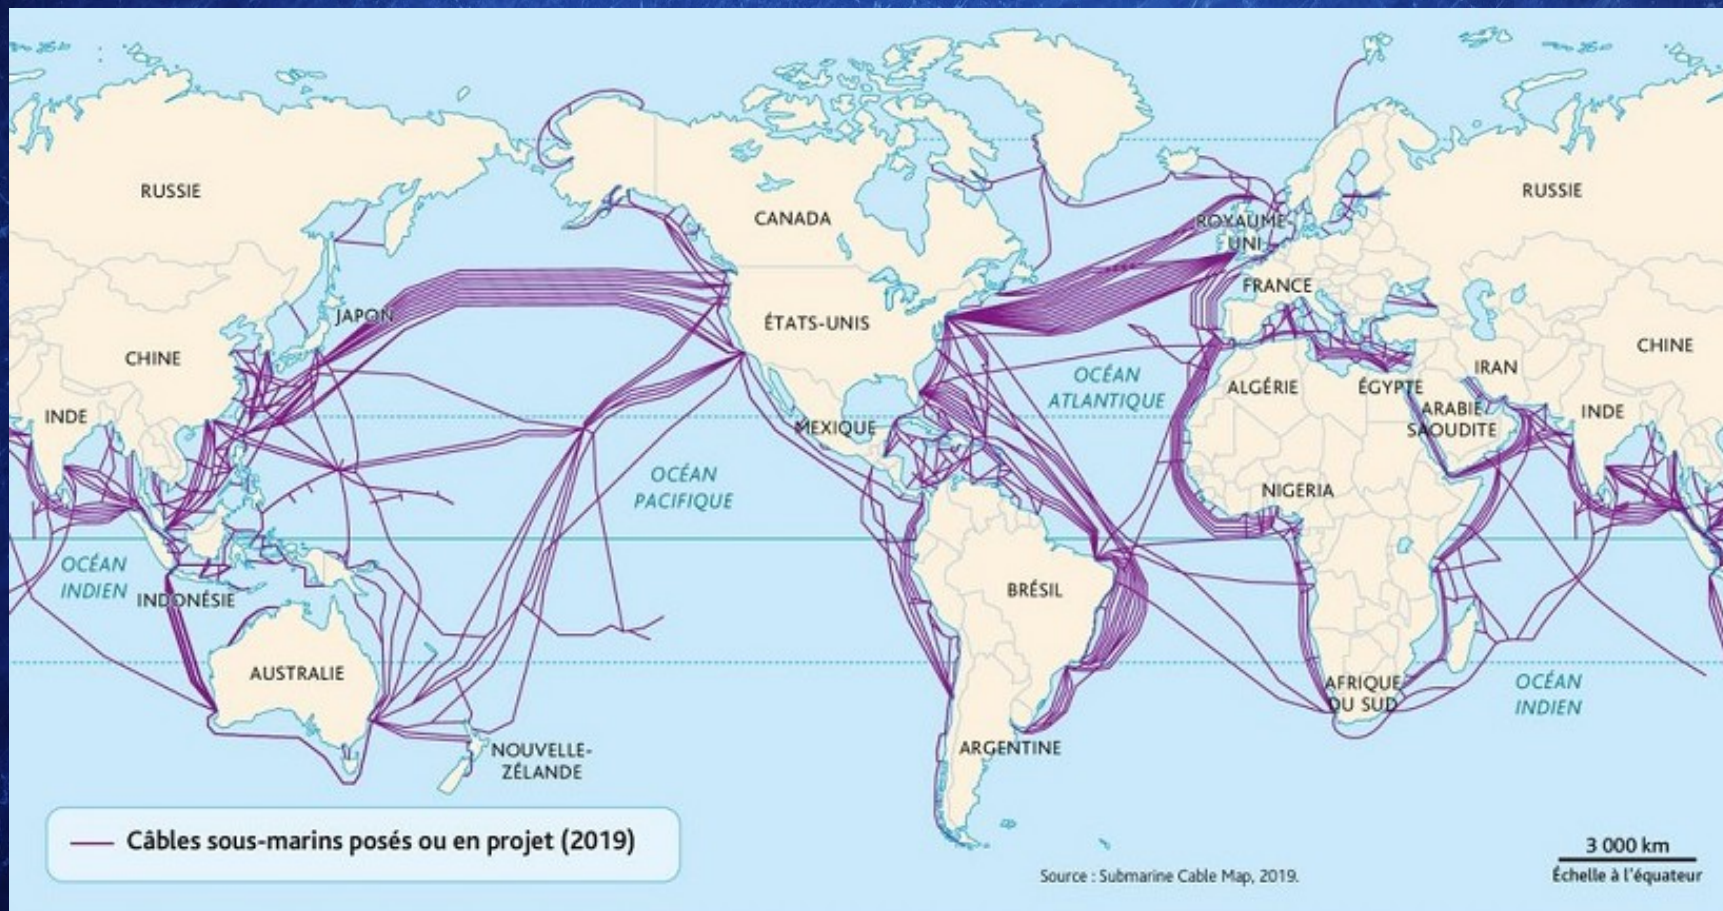 RUSSIE
CANADA
ROYAUME-
UNI
RUSSIE
FRANCE
JAPON
ÉTATS-UNIS
CHINE
CHINE
OCÉAN
ATLANTIQUE
IRAN
ALGÉRIE
ÉGYPTE
INDE
ARABIE
SAOUDITE
INDE
MEXIQUE
OCÉAN
PACIFIQUE
NIGERIA
OCÉAN
INDIEN
INDONÉSIE
BRÉSIL
AUSTRALIE
AFRIQUE
DU SUD
OCÉAN
INDIEN
NOUVELLE-
ZÉLANDE
ARGENTINE
Câbles sous-marins posés ou en projet (2019)
3 000 km
Échelle à l'équateur
Source : Submarine Cable Map, 2019.